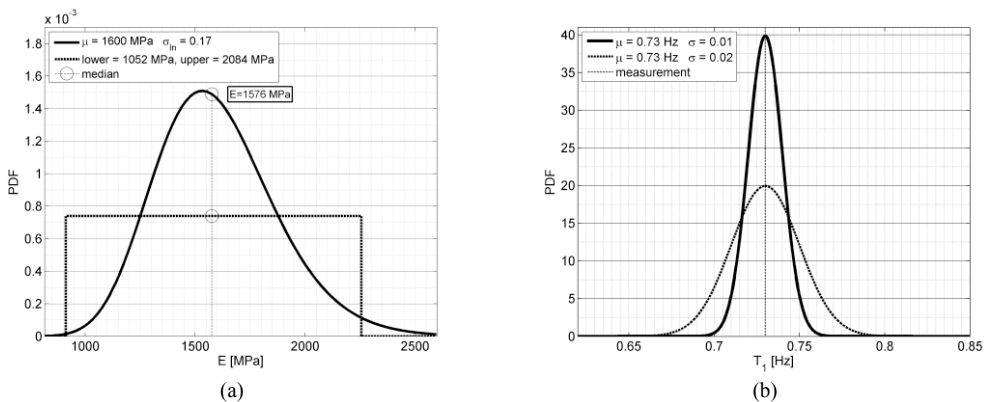 x 10⁻³
1.8
1.6
1.4
1.2
1
0.8
0.6
0.4
0.2
0
PDF
μ = 1600 MPa σln = 0.17
lower = 1052 MPa, upper = 2084 MPa
median
E=1576 MPa
1000 1500 2000 2500
E [MPa]
(a)
40
35
30
25
20
15
10
5
0
PDF
μ = 0.73 Hz σ = 0.01
μ = 0.73 Hz σ = 0.02
measurement
0.65 0.7 0.75 0.8 0.85
T₁ [Hz]
(b)